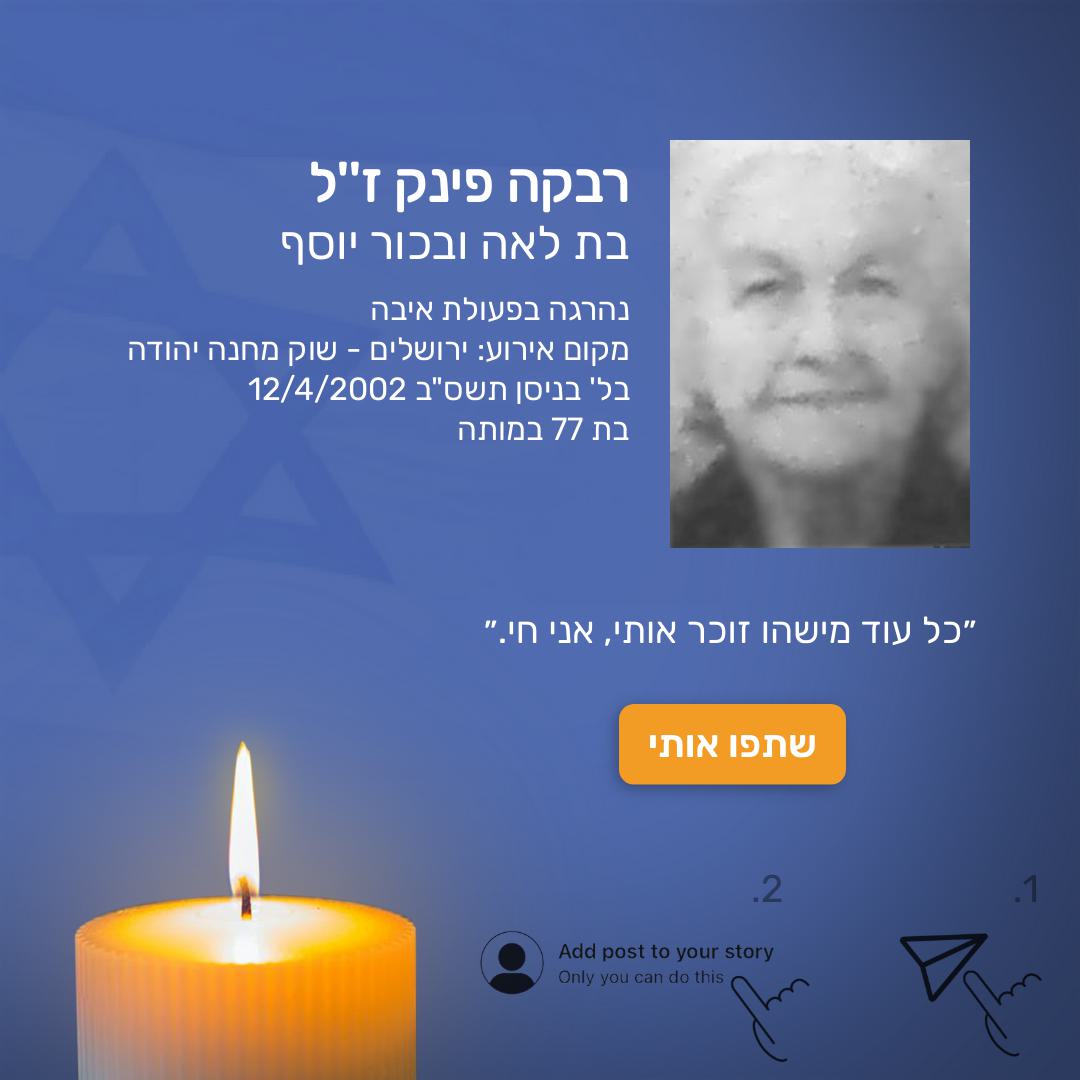 רבקה פינק ז"ל
בת לאה ובכור יוסף
נהרגה בפעולת איבה
מקום אירוע: ירושלים - שוק מחנה יהודה
בל' בניסן תשס"ב 12/4/2002
בת 77 במותה
״כל עוד מישהו זוכר אותי, אני חי.״
שתפו אותי
.1
.2
Add post to your story
Only you can do this